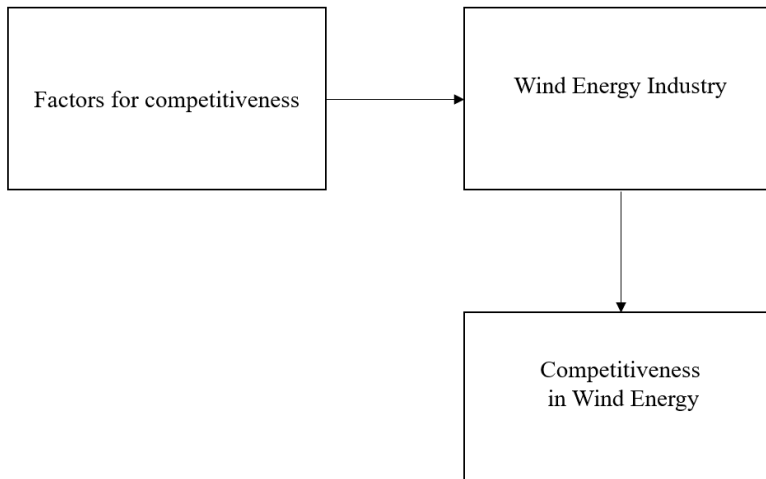 Factors for competitiveness
Wind Energy Industry
Competitiveness
in Wind Energy